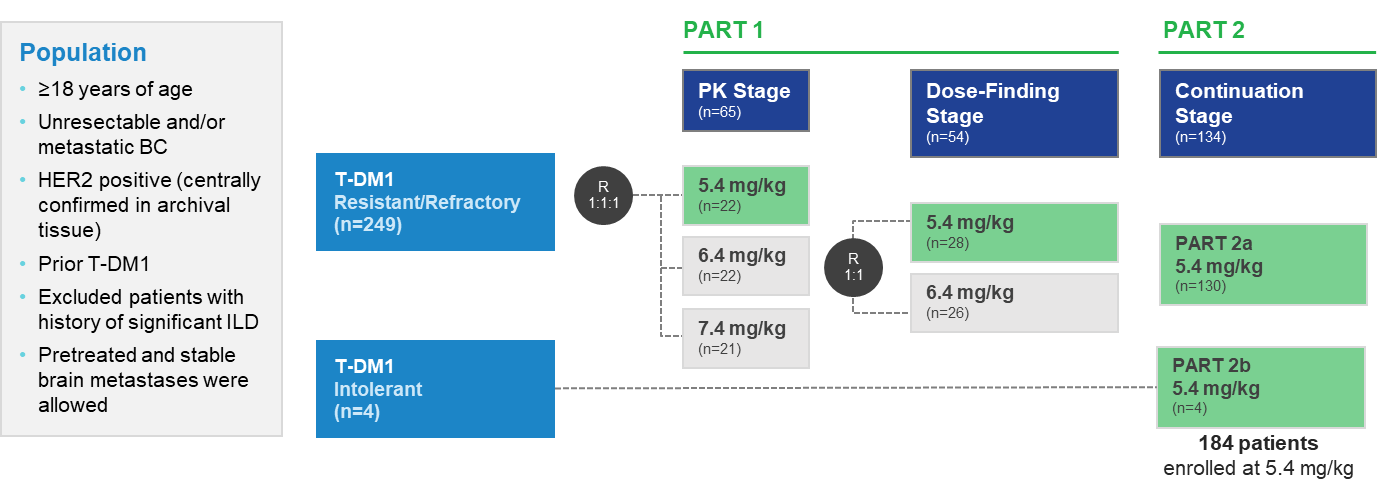 Population
• ≥18 years of age
• Unresectable and/or
metastatic BC
• HER2 positive (centrally
confirmed in archival
tissue)
• Prior T-DM1
• Excluded patients with
history of significant ILD
• Pretreated and stable
brain metastases were
allowed
T-DM1
Resistant/Refractory
(n=249)
T-DM1
Intolerant
(n=4)
R
1:1:1
PART 1
PK Stage
(n=65)
5.4 mg/kg
(n=22)
6.4 mg/kg
(n=22)
7.4 mg/kg
(n=21)
R
1:1
Dose-Finding
Stage
(n=54)
5.4 mg/kg
(n=28)
6.4 mg/kg
(n=26)
PART 2
Continuation
Stage
(n=134)
PART 2a
5.4 mg/kg
(n=130)
PART 2b
5.4 mg/kg
(n=4)
184 patients
enrolled at 5.4 mg/kg